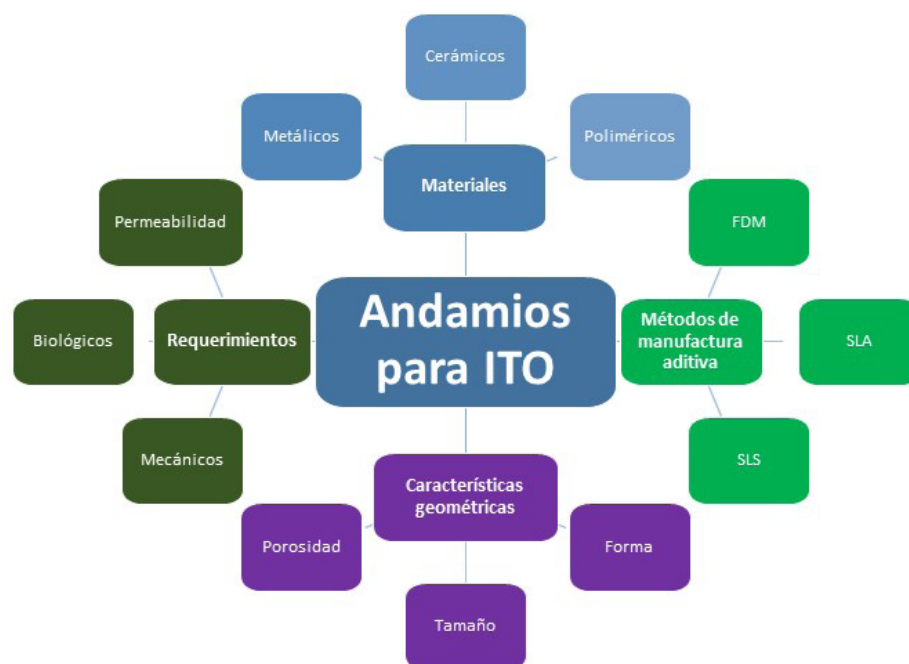 Cerámicos
Metálicos
Poliméricos
Materiales
Permeabilidad
FDM
Andamios
para ITO
Biológicos
Requerimientos
Métodos de
manufactura
aditiva
SLA
Mecánicos
SLS
Características
geométricas
Porosidad
Forma
Tamaño